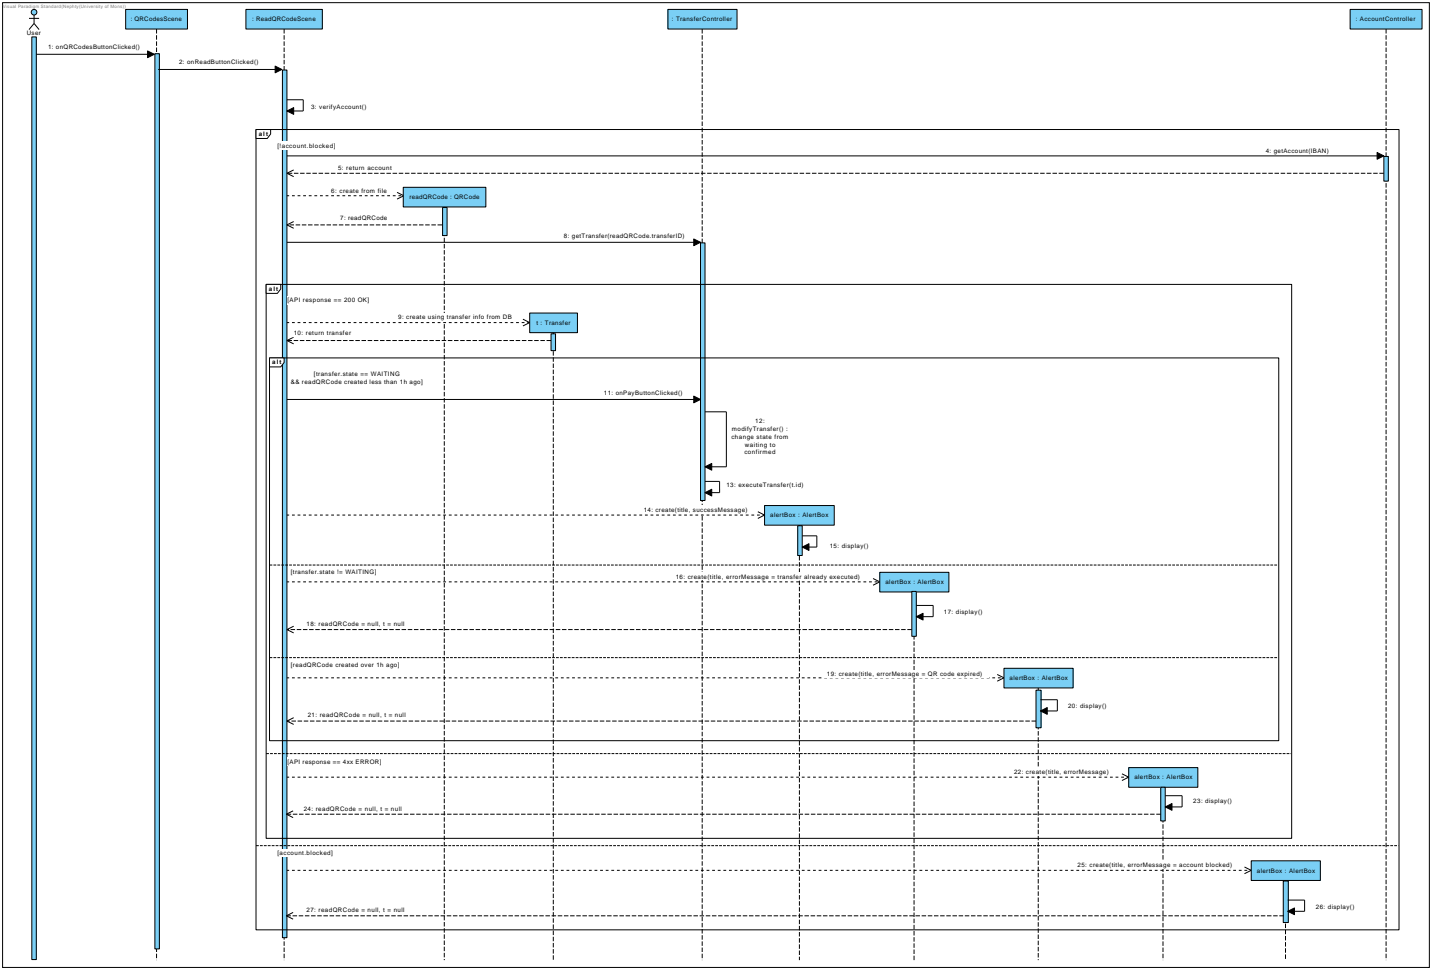 Visual Paradigm Standard(Nephty(University of Mons))
: QRCodesScene
: ReadQRCodeScene
: TransferController
: AccountController
User
1: onQRCodesButtonClicked()
2: onReadButtonClicked()
3: verifyAccount()
alt
[!account.blocked]
4: getAccount(IBAN)
5: return account
6: create from file
readQRCode : QRCode
7: readQRCode
8: getTransfer(readQRCode.transferID)
alt
[API response == 200 OK]
9: create using transfer info from DB
t : Transfer
10: return transfer
alt
[transfer.state == WAITING
&& readQRCode created less than 1h ago]
11: onPayButtonClicked()
12:
modifyTransfer() :
change state from
waiting to
confirmed
13: executeTransfer(t.id)
14: create(title, successMessage)
alertBox : AlertBox
15: display()
[transfer.state != WAITING]
16: create(title, errorMessage = transfer already executed)
alertBox : AlertBox
17: display()
18: readQRCode = null, t = null
[readQRCode created over 1h ago]
19: create(title, errorMessage = QR code expired)
alertBox : AlertBox
20: display()
21: readQRCode = null, t = null
[API response == 4xx ERROR]
22: create(title, errorMessage)
alertBox : AlertBox
23: display()
24: readQRCode = null, t = null
[account.blocked]
25: create(title, errorMessage = account blocked)
alertBox : AlertBox
26: display()
27: readQRCode = null, t = null